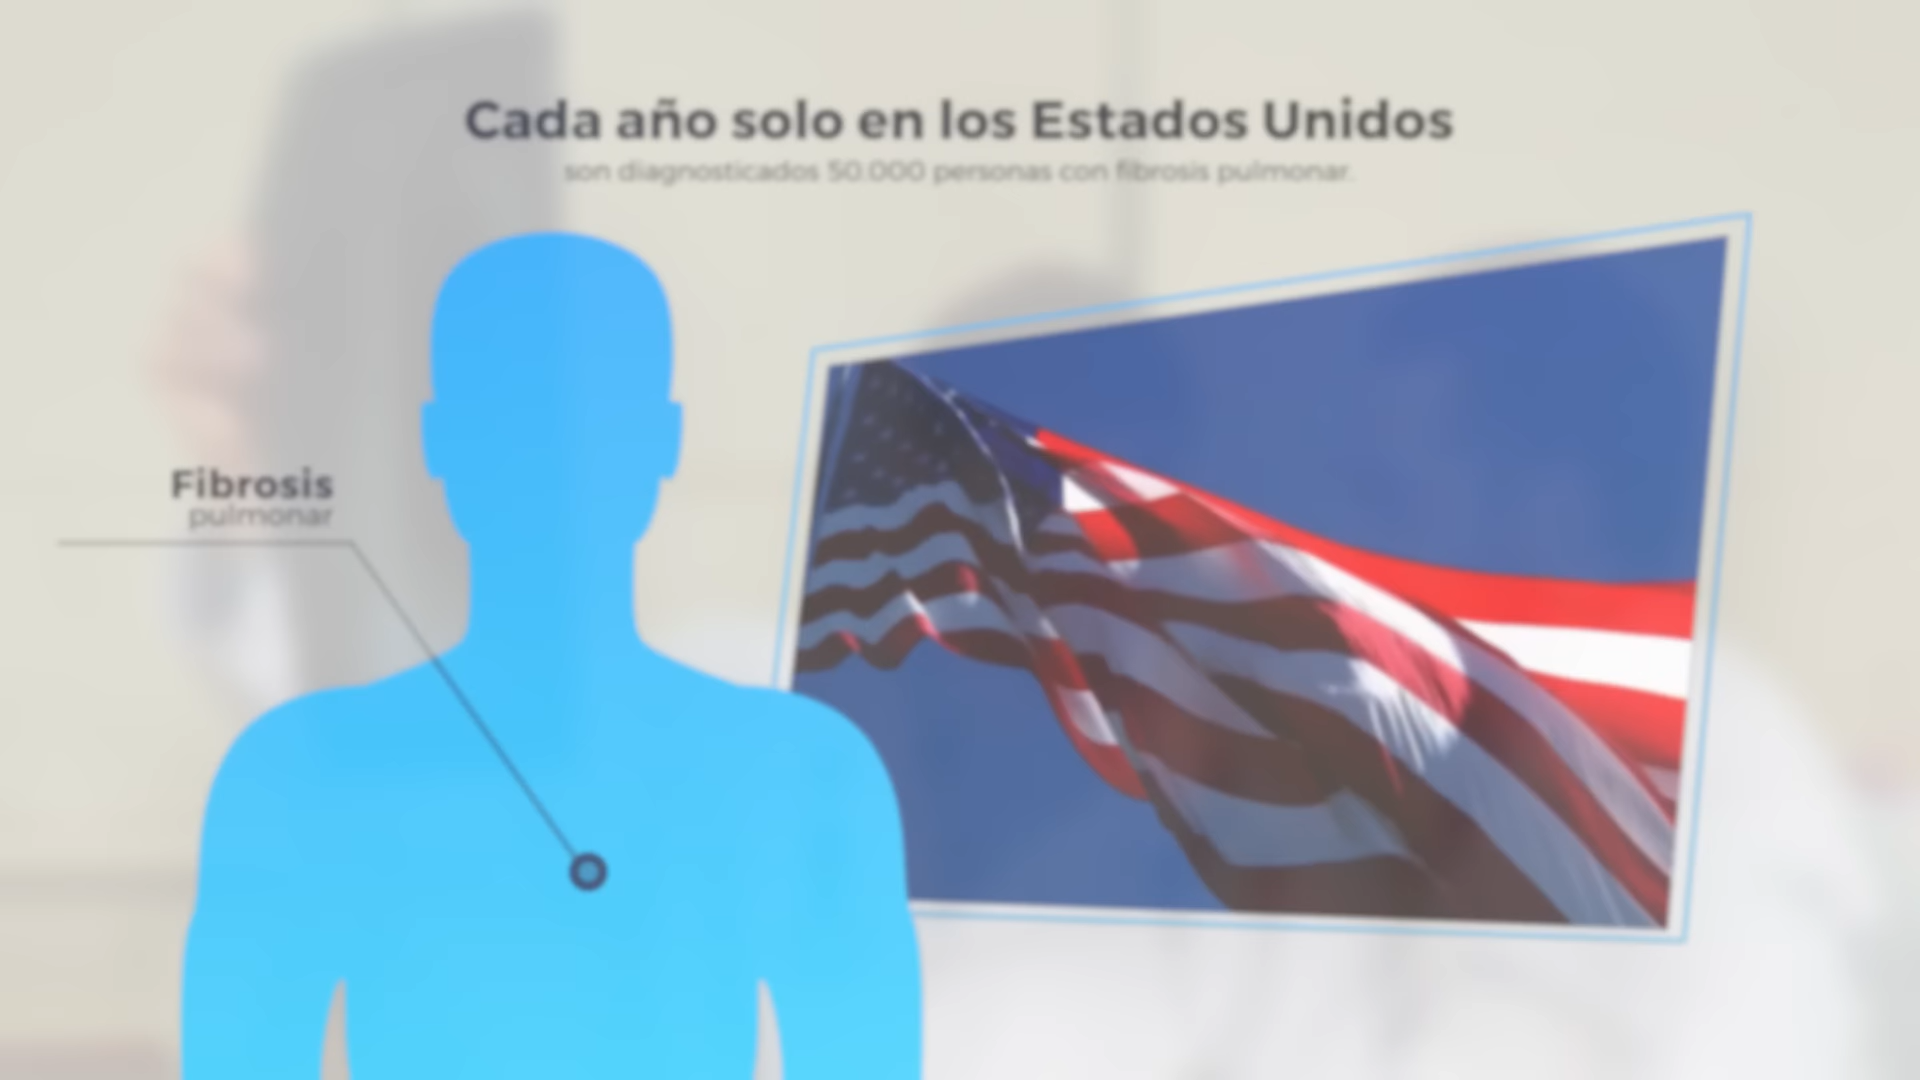 Cada año solo en los Estados Unidos
son diagnosticados 50.000 personas con fibrosis pulmonar.
Fibrosis
pulmonar